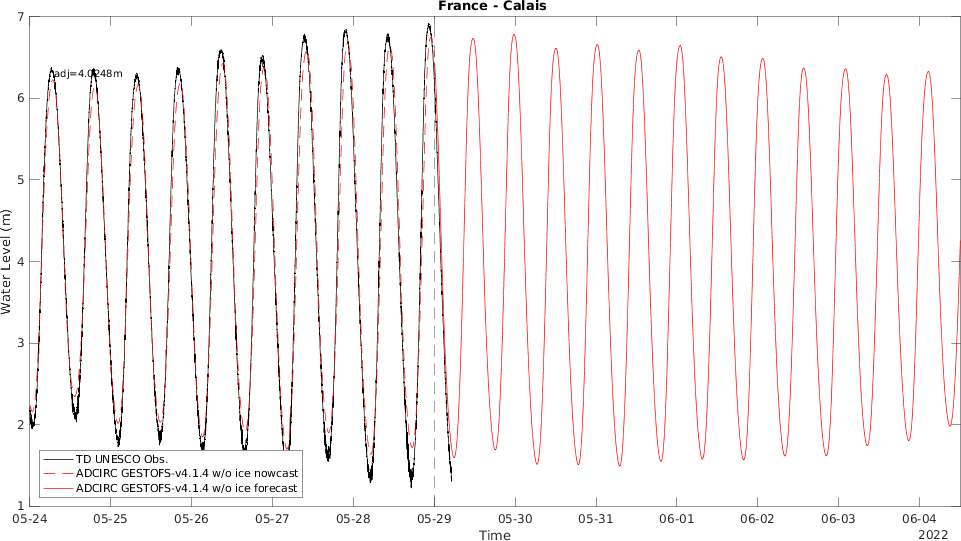 France - Calais
7
adj=4.0248m
6
5
4
3
2
1
Water Level (m)
TD UNESCO Obs.
ADCIRC GESTOFS-v4.1.4 w/o ice nowcast
ADCIRC GESTOFS-v4.1.4 w/o ice forecast
05-24 05-25 05-26 05-27 05-28 05-29 05-30 05-31 06-01 06-02 06-03 06-04
Time
2022